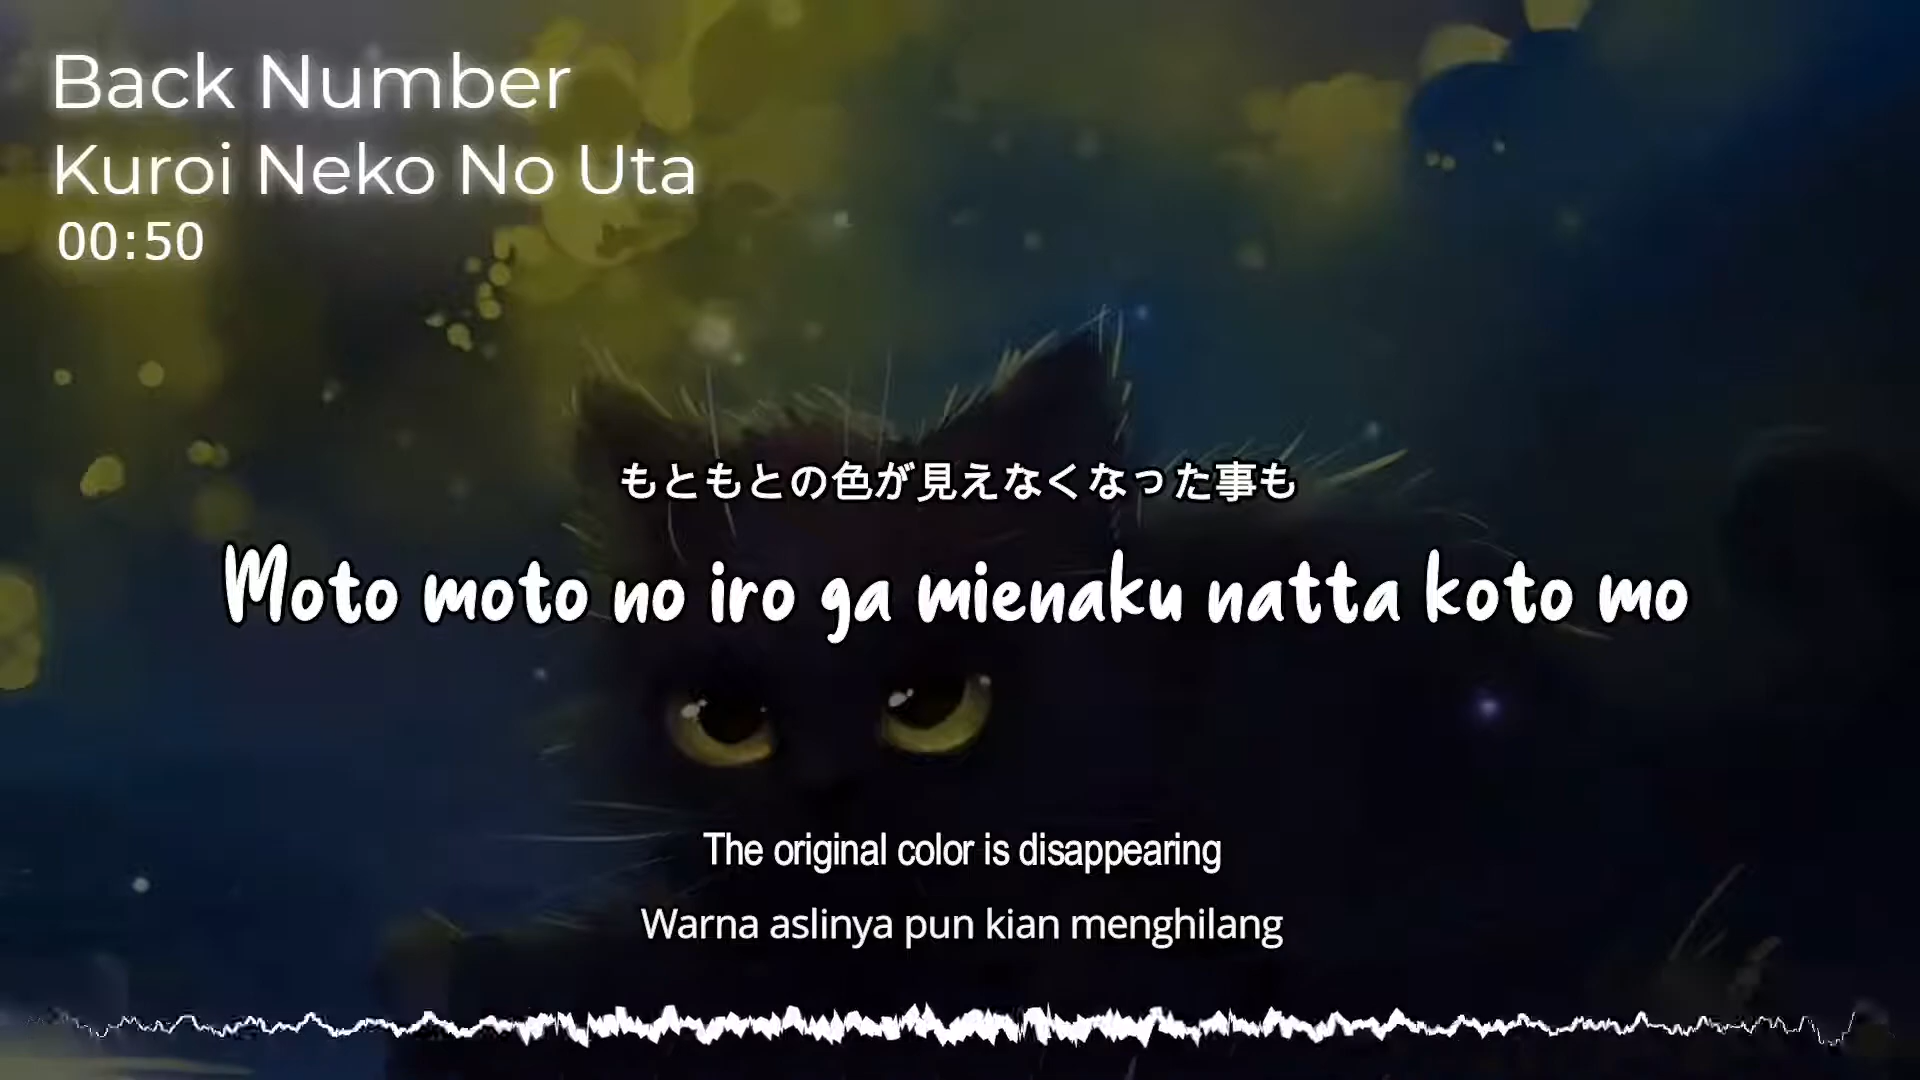 Back Number
Kuroi Neko No Uta
00:50
もともとの色が見えなくなった事も
Moto moto no iro ga mienaku natta koto mo
The original color is disappearing
Warna aslinya pun kian menghilang